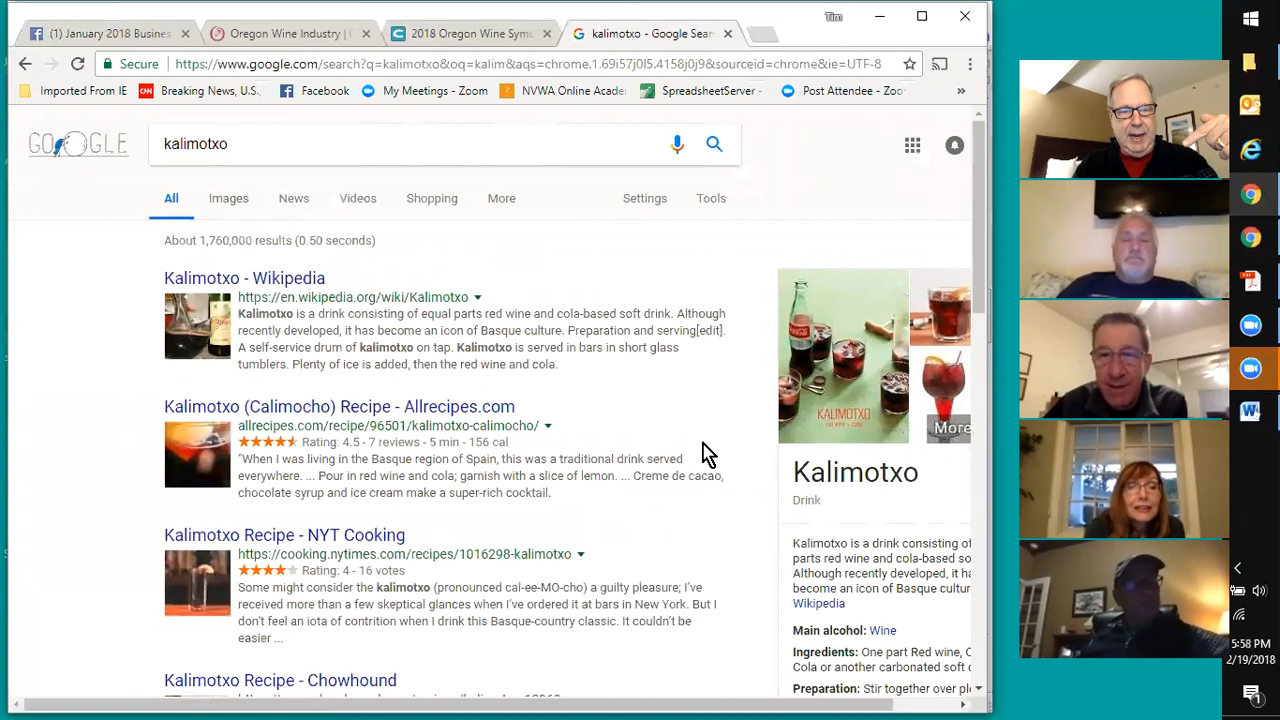 Tim
(1) January 2018 Busines
Oregon Wine Industry | (
2018 Oregon Wine Symu
kalimotxo - Google Sear
Secure
https://www.google.com/search?q=kalimotxo&oq=kalim&aqs=chrome.1.69i57j0l5.4158j0j9&sourceid=chrome&ie=UTF-8
Imported From IE
CNN
Breaking News, U.S.
Facebook
My Meetings - Zoom
NVWA Online Acade
SpreadsheetServer -
Post Attendee - Zoo
»
GOOGLE
kalimotxo
All
Images
News
Videos
Shopping
More
Settings
Tools
About 1,760,000 results (0.50 seconds)
Kalimotxo - Wikipedia
https://en.wikipedia.org/wiki/Kalimotxo
Kalimotxo is a drink consisting of equal parts red wine and cola-based soft drink. Although
recently developed, it has become an icon of Basque culture. Preparation and serving[edit].
A self-service drum of kalimotxo on tap. Kalimotxo is served in bars in short glass
tumblers. Plenty of ice is added, then the red wine and cola.
Kalimotxo (Calimocho) Recipe - Allrecipes.com
allrecipes.com/recipe/96501/kalimotxo-calimocho/
Rating: 4.5 - 7 reviews - 5 min - 156 cal
"When I was living in the Basque region of Spain, this was a traditional drink served
everywhere. ... Pour in red wine and cola; garnish with a slice of lemon. ... Creme de cacao,
chocolate syrup and ice cream make a super-rich cocktail.
Kalimotxo Recipe - NYT Cooking
https://cooking.nytimes.com/recipes/1016298-kalimotxo
Rating: 4 - 16 votes
Some might consider the kalimotxo (pronounced cal-ee-MO-cho) a guilty pleasure; I've
received more than a few skeptical glances when I've ordered it at bars in New York. But I
don't feel an iota of contrition when I drink this Basque-country classic. It couldn't be
easier ...
Kalimotxo Recipe - Chowhound
KALIMOTXO
More
Kalimotxo
Drink
Kalimotxo is a drink consisting of
parts red wine and cola-based so
Although recently developed, it ha
become an icon of Basque cultur
Wikipedia
Main alcohol: Wine
Ingredients: One part Red wine, C
Cola or another carbonated soft d
Preparation: Stir together over ple
5:58 PM
2/19/2018
1